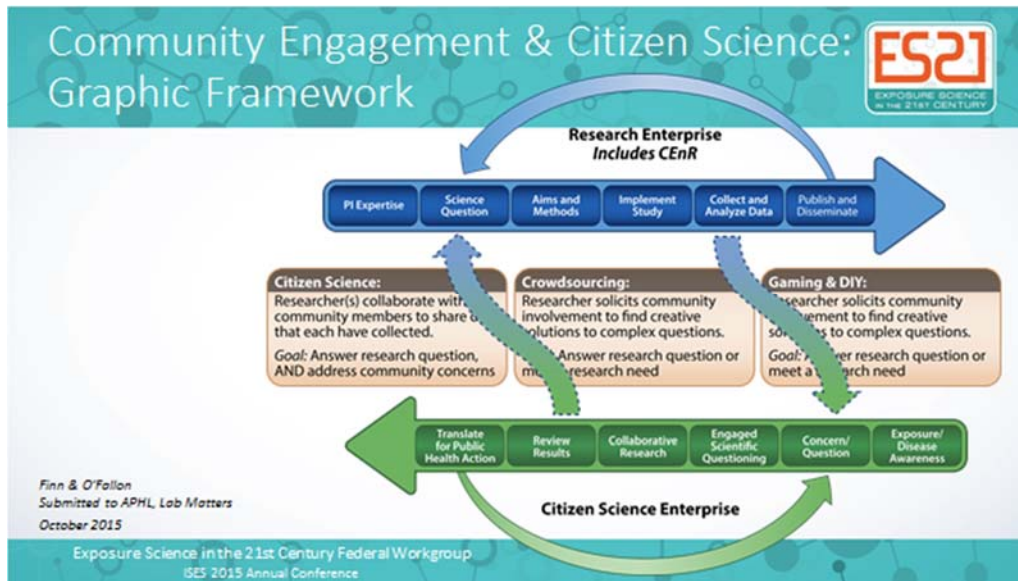 Community Engagement & Citizen Science:
Graphic Framework
ES21
EXPOSURE SCIENCE
IN THE 21ST CENTURY
Research Enterprise
Includes CEnR
PI Expertise
Science
Question
Aims and
Methods
Implement
Study
Collect and
Analyze Data
Publish and
Disseminate
Citizen Science:
Researcher(s) collaborate with
community members to share
that each have collected.
Goal: Answer research question,
AND address community concerns
Crowdsourcing:
Researcher solicits community
involvement to find creative
solutions to complex questions.
Answer research question or
research need
Gaming & DIY:
solicits community
to find creative
to complex questions.
Goal: research question or
meet a need
Translate
for Public
Health Action
Review
Results
Collaborative
Research
Engaged
Scientific
Questioning
Concern/
Question
Exposure/
Disease
Awareness
Citizen Science Enterprise
Finn & O'Fallon
Submitted to APHL, Lab Matters
October 2015
Exposure Science in the 21st Century Federal Workgroup
ISES 2015 Annual Conference